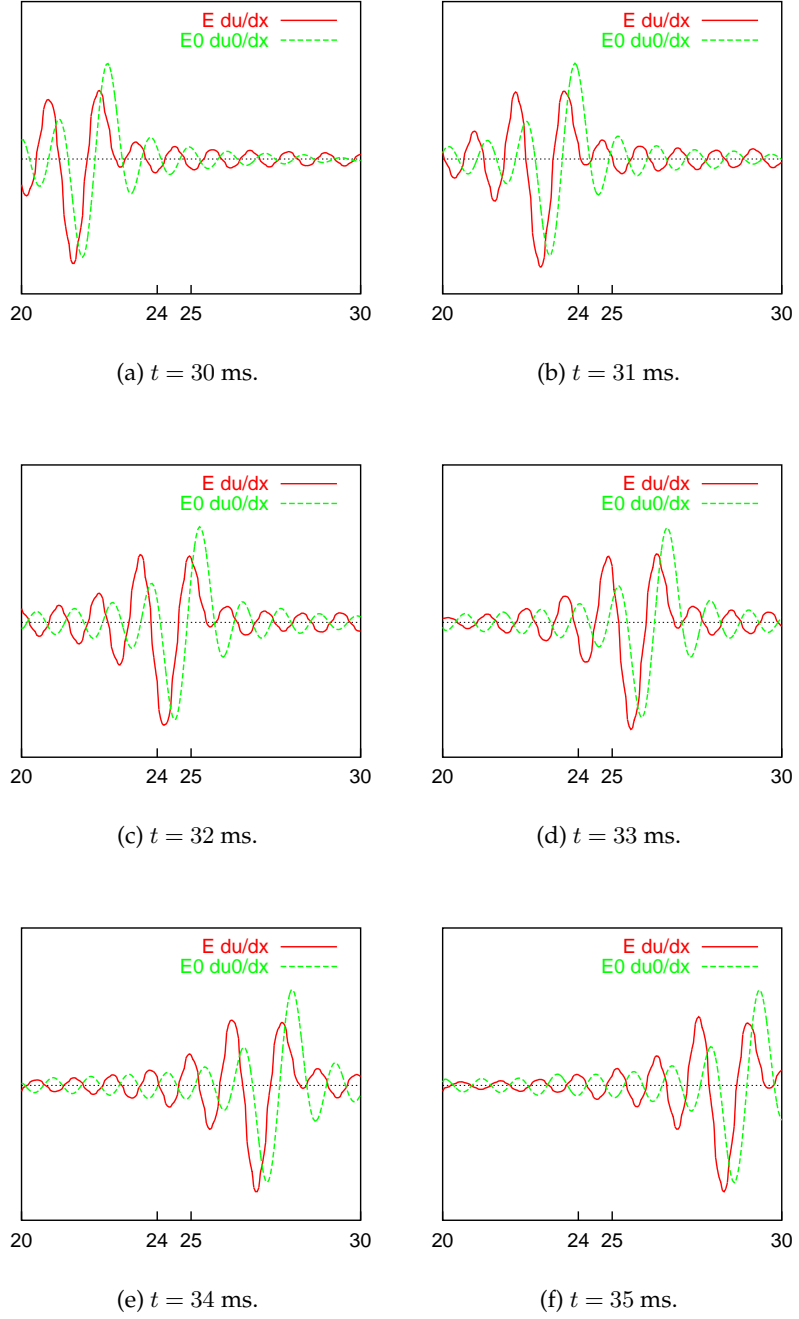 E du/dx
E0 du0/dx
20 24 25 30
(a) t = 30 ms.
E du/dx
E0 du0/dx
20 24 25 30
(b) t = 31 ms.
E du/dx
E0 du0/dx
20 24 25 30
(c) t = 32 ms.
E du/dx
E0 du0/dx
20 24 25 30
(d) t = 33 ms.
E du/dx
E0 du0/dx
20 24 25 30
(e) t = 34 ms.
E du/dx
E0 du0/dx
20 24 25 30
(f) t = 35 ms.